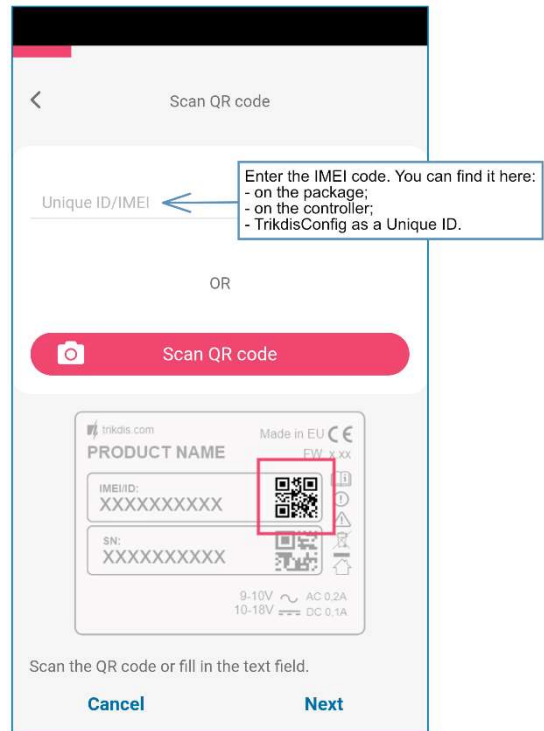 Scan QR code
Enter the IMEI code. You can find it here:
- on the package;
- on the controller;
- TrikdisConfig as a Unique ID.
Unique ID/IMEI
OR
Scan QR code
trikdis.com
Made in EU CE
PRODUCT NAME
FW: x.xx
IMEI/ID:
XXXXXXXXXX
SN:
XXXXXXXXXX
9-10V ~ AC 0,2A
10-18V ⎓ DC 0,1A
Scan the QR code or fill in the text field.
Cancel
Next